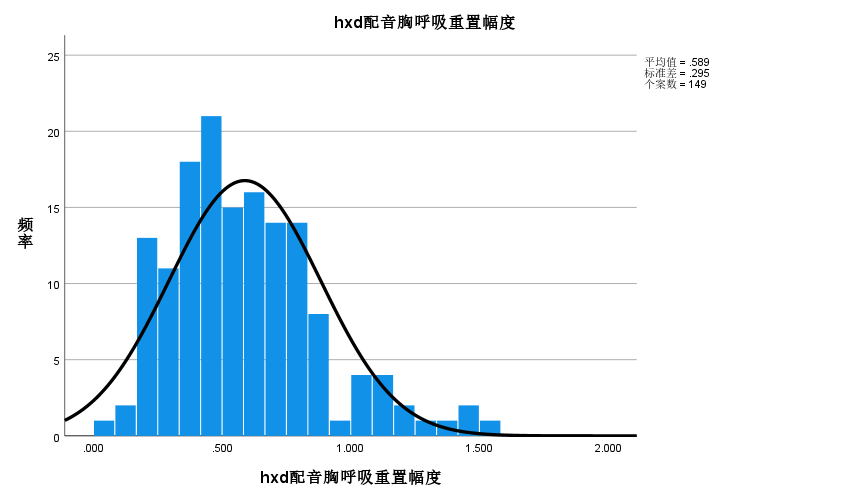 hxd配音胸呼吸重置幅度
平均值 = .589
标准差 = .295
个案数 = 149
25
20
15
10
5
0
频率
.000 .500 1.000 1.500 2.000
hxd配音胸呼吸重置幅度